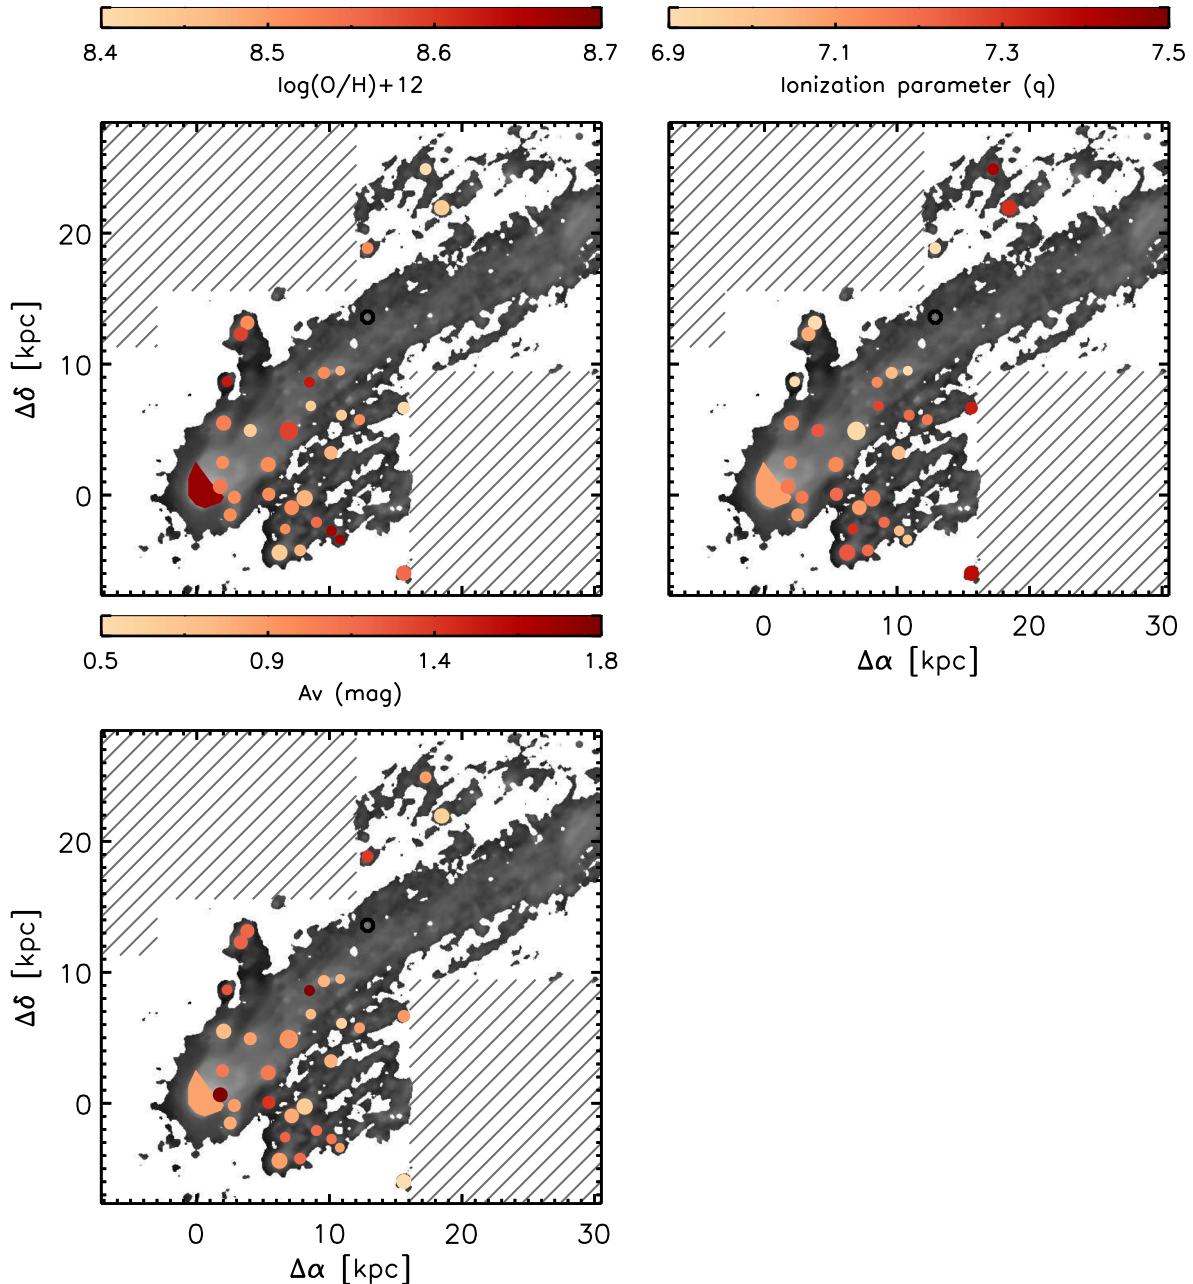 8.4 8.5 8.6 8.7
log(O/H)+12
6.9 7.1 7.3 7.5
Ionization parameter (q)
20
10
0
Δδ [kpc]
0 10 20 30
Δα [kpc]
0.5 0.9 1.4 1.8
Av (mag)
20
10
0
Δδ [kpc]
0 10 20 30
Δα [kpc]